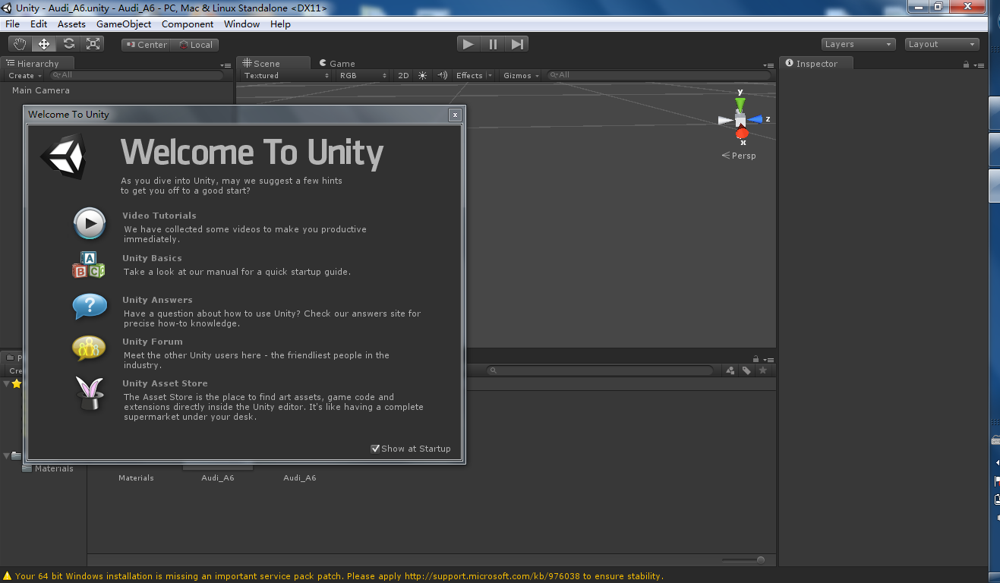 Unity - Audi_A6.unity - Audi_A6 - PC, Mac & Linux Standalone <DX11>
File Edit Assets GameObject Component Window Help
Center Local Layers Layout
Hierarchy Scene Game Inspector
Create All Textured RGB 2D Effects Gizmos All
Main Camera
y
z
x
Persp
Welcome To Unity
Welcome To Unity
As you dive into Unity, may we suggest a few hints
to get you off to a good start?
Video Tutorials
We have collected some videos to make you productive
immediately.
Unity Basics
Take a look at our manual for a quick startup guide.
Unity Answers
Have a question about how to use Unity? Check our answers site for
precise how-to knowledge.
Unity Forum
Meet the other Unity users here - the friendliest people in the
industry.
Unity Asset Store
The Asset Store is the place to find art assets, game code and
extensions directly inside the Unity editor. It's like having a complete
supermarket under your desk.
Show at Startup
Materials
Materials Audi_A6 Audi_A6
Your 64 bit Windows installation is missing an important service pack patch. Please apply http://support.microsoft.com/kb/976038 to ensure stability.